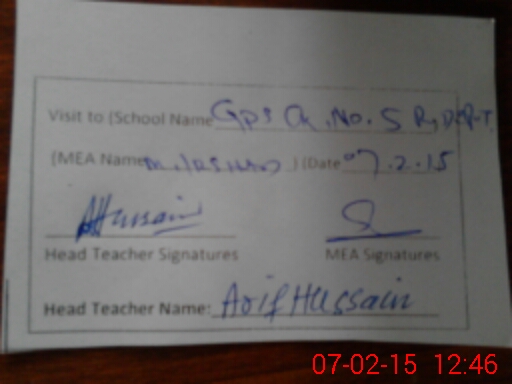 Visit to (School Name GPS Ch. No. 5 R,
(MEA Name ) (Date 07.2.15
AHussain
Head Teacher Signatures MEA Signatures
Head Teacher Name: Arif Hussain
07-02-15 12:46